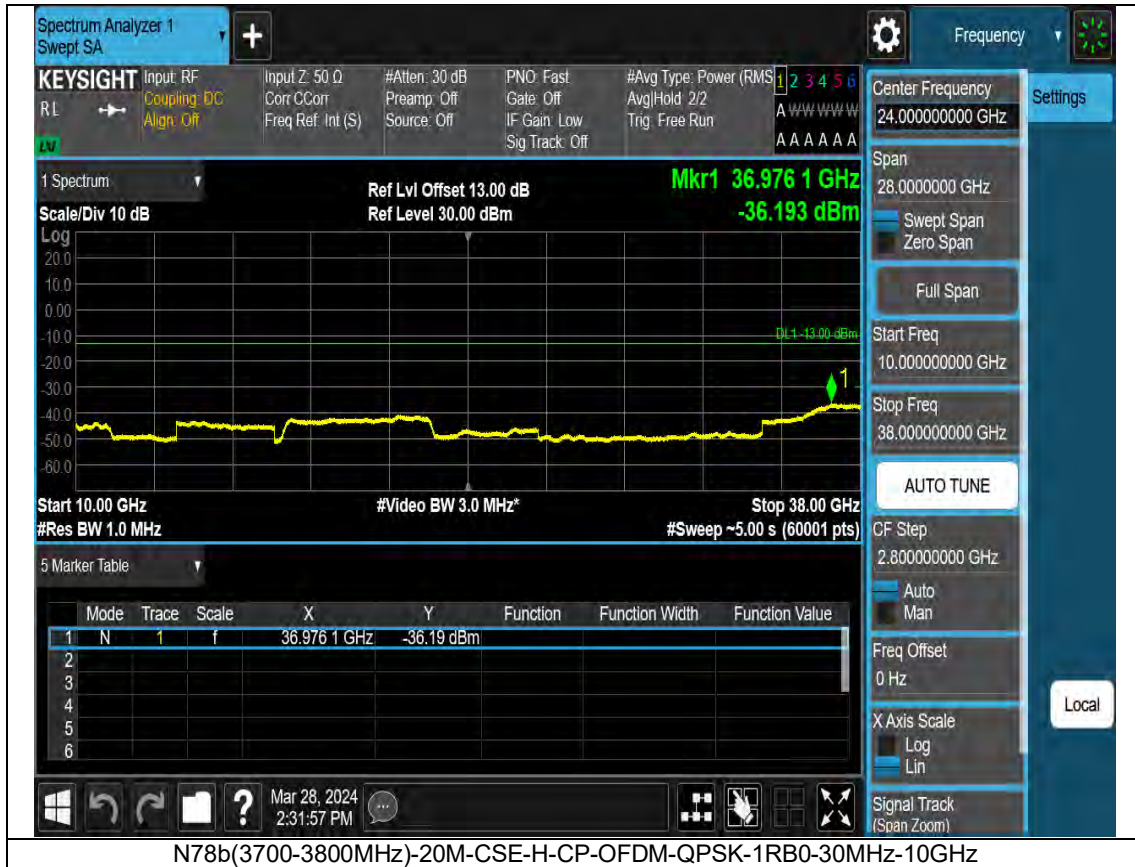 Spectrum Analyzer 1
Swept SA
+
Frequency
KEYSIGHT
RL
LXI
Input: RF
Coupling: DC
Align: Off
Input Z: 50 Ω
Corr CCorr
Freq Ref: Int (S)
#Atten: 30 dB
Preamp: Off
Source: Off
PNO: Fast
Gate: Off
IF Gain: Low
Sig Track: Off
#Avg Type: Power (RMS
Avg|Hold: 2/2
Trig: Free Run
1 2 3 4 5 6
A W W W W W
A A A A A A
1 Spectrum
Scale/Div 10 dB
Ref Lvl Offset 13.00 dB
Ref Level 30.00 dBm
Mkr1 36.976 1 GHz
-36.193 dBm
Log
20.0
10.0
0.00
-10.0
-20.0
-30.0
-40.0
-50.0
-60.0
DL1 -13.00 dBm
1
Start 10.00 GHz
#Res BW 1.0 MHz
#Video BW 3.0 MHz*
Stop 38.00 GHz
#Sweep ~5.00 s (60001 pts)
5 Marker Table
Mode Trace Scale X Y Function Function Width Function Value
1 N 1 f 36.976 1 GHz -36.19 dBm
2
3
4
5
6
Center Frequency
24.000000000 GHz
Settings
Span
28.0000000 GHz
Swept Span
Zero Span
Full Span
Start Freq
10.000000000 GHz
Stop Freq
38.000000000 GHz
AUTO TUNE
CF Step
2.800000000 GHz
Auto
Man
Freq Offset
0 Hz
X Axis Scale
Log
Lin
Local
Signal Track
(Span Zoom)
?
Mar 28, 2024
2:31:57 PM
N78b(3700-3800MHz)-20M-CSE-H-CP-OFDM-QPSK-1RB0-30MHz-10GHz